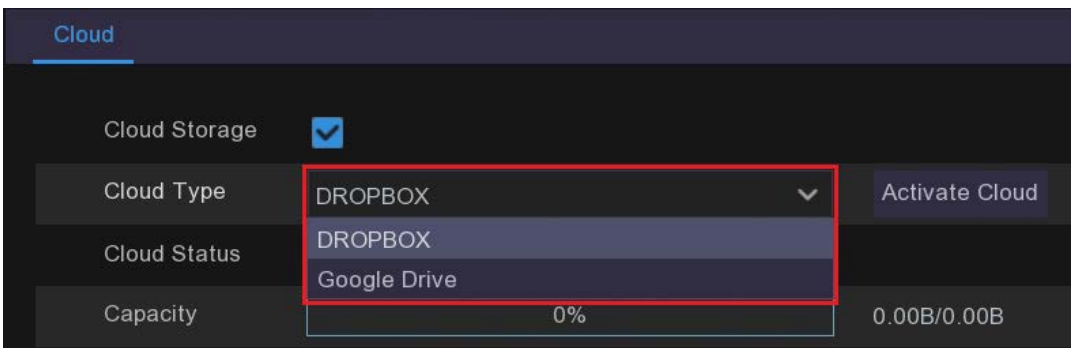 Cloud
Cloud Storage
Cloud Type DROPBOX Activate Cloud
DROPBOX
Cloud Status
Google Drive
Capacity 0% 0.00B/0.00B